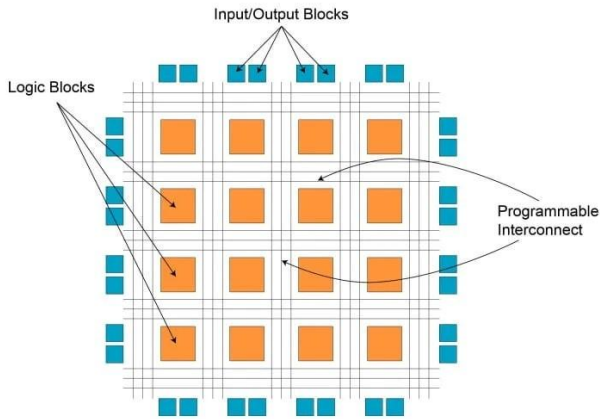 Input/Output Blocks
Logic Blocks
Programmable
Interconnect